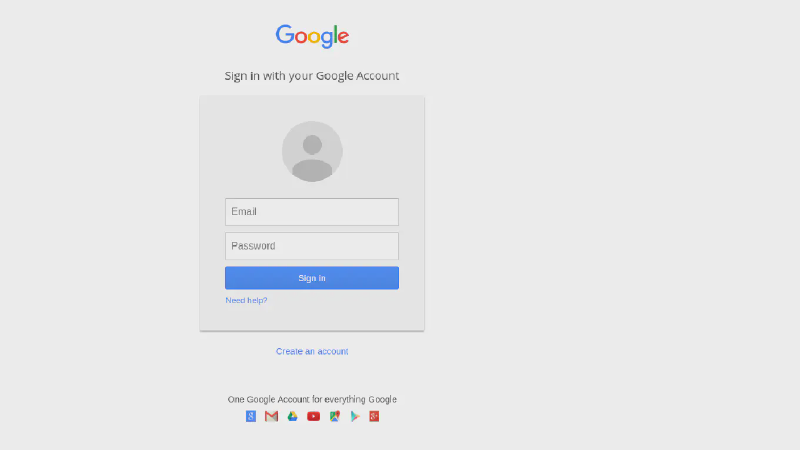 Google
Sign in with your Google Account
Email
Password
Sign in
Need help?
Create an account
One Google Account for everything Google